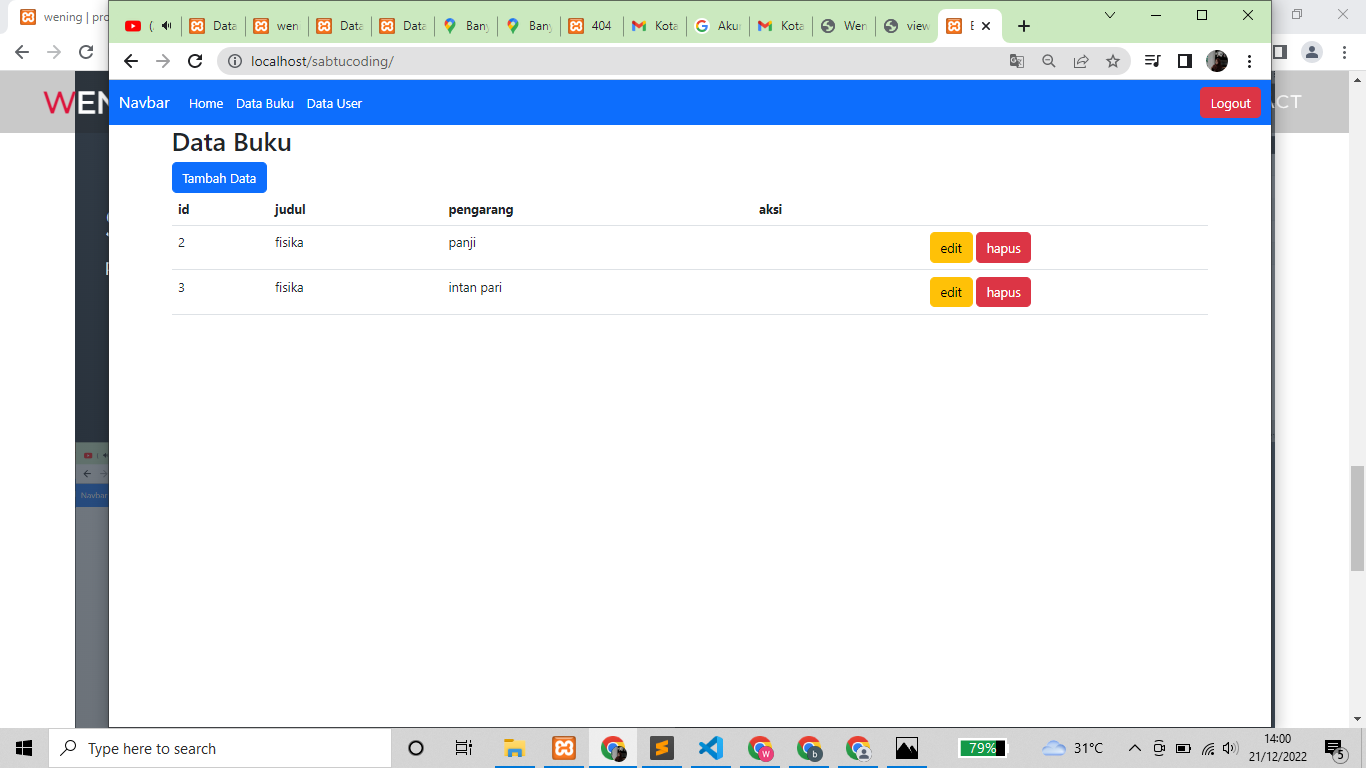 wening | pro
( Data wen Data Data Bany Bany 404 Kota Akun Kota Wen view E
localhost/sabtucoding/
WEN
ACT
Navbar Home Data Buku Data User Logout
Data Buku
Tambah Data
id judul pengarang aksi
2 fisika panji edit hapus
3 fisika intan pari edit hapus
Navbar
Type here to search
79%
31°C
14:00
21/12/2022
5